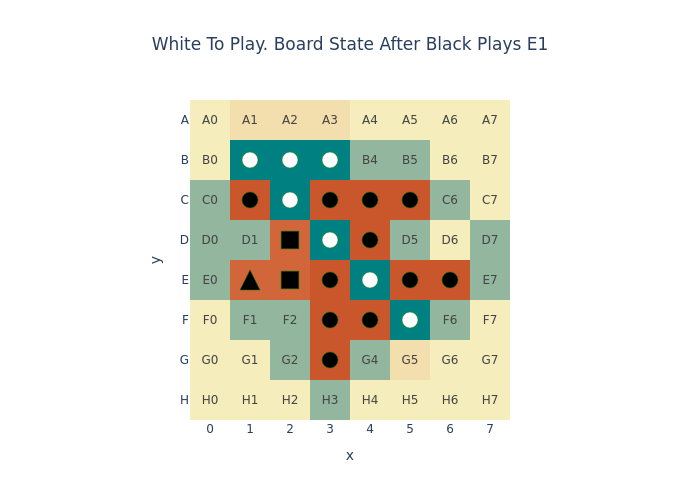 White To Play. Board State After Black Plays E1
A A0 A1 A2 A3 A4 A5 A6 A7
B B0 B4 B5 B6 B7
C C0 C6 C7
D D0 D1 D5 D6 D7
E E0 E7
F F0 F1 F2 F6 F7
G G0 G1 G2 G4 G5 G6 G7
H H0 H1 H2 H3 H4 H5 H6 H7
0 1 2 3 4 5 6 7
x
y